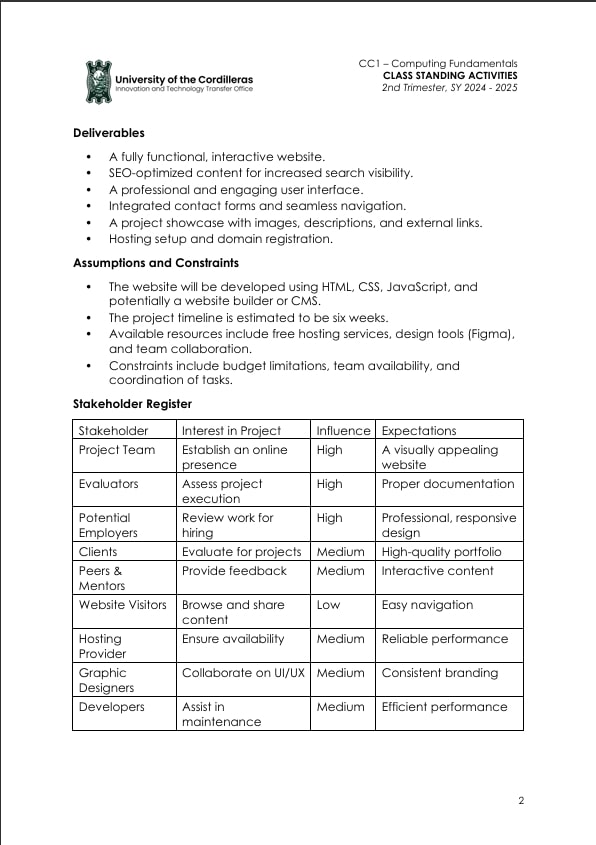 CC1 – Computing Fundamentals
University of the Cordilleras
CLASS STANDING ACTIVITIES
Innovation and Technology Transfer Office
2nd Trimester, SY 2024 - 2025
Deliverables
• A fully functional, interactive website.
• SEO-optimized content for increased search visibility.
• A professional and engaging user interface.
• Integrated contact forms and seamless navigation.
• A project showcase with images, descriptions, and external links.
• Hosting setup and domain registration.
Assumptions and Constraints
• The website will be developed using HTML, CSS, JavaScript, and
potentially a website builder or CMS.
• The project timeline is estimated to be six weeks.
• Available resources include free hosting services, design tools (Figma),
and team collaboration.
• Constraints include budget limitations, team availability, and
coordination of tasks.
Stakeholder Register
Stakeholder Interest in Project Influence Expectations
Project Team Establish an online High A visually appealing
presence website
Evaluators Assess project High Proper documentation
execution
Potential Review work for High Professional, responsive
Employers hiring design
Clients Evaluate for projects Medium High-quality portfolio
Peers & Provide feedback Medium Interactive content
Mentors
Website Visitors Browse and share Low Easy navigation
content
Hosting Ensure availability Medium Reliable performance
Provider
Graphic Collaborate on UI/UX Medium Consistent branding
Designers
Developers Assist in Medium Efficient performance
maintenance
2